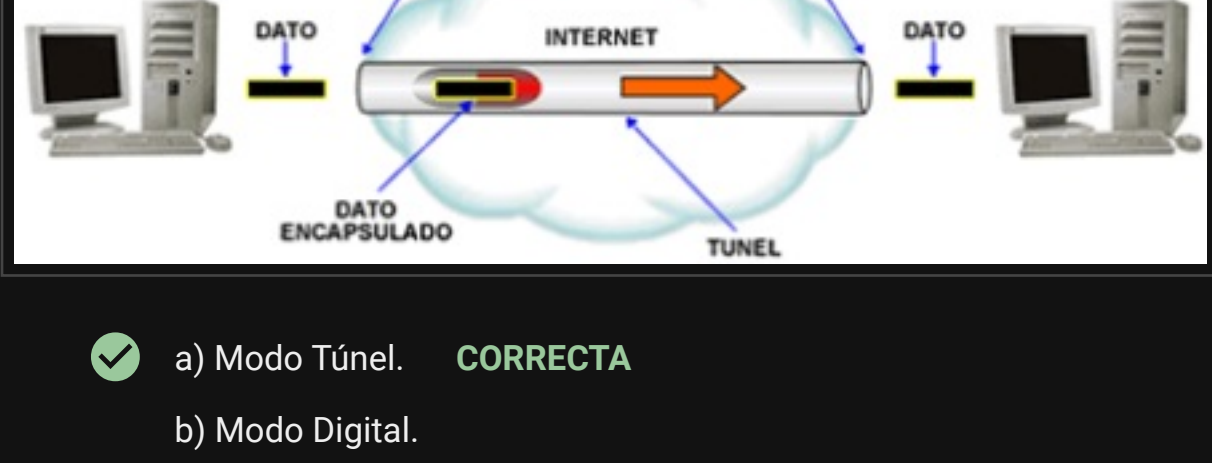 DATO
INTERNET
DATO
DATO
ENCAPSULADO
TUNEL
a) Modo Túnel. CORRECTA
b) Modo Digital.